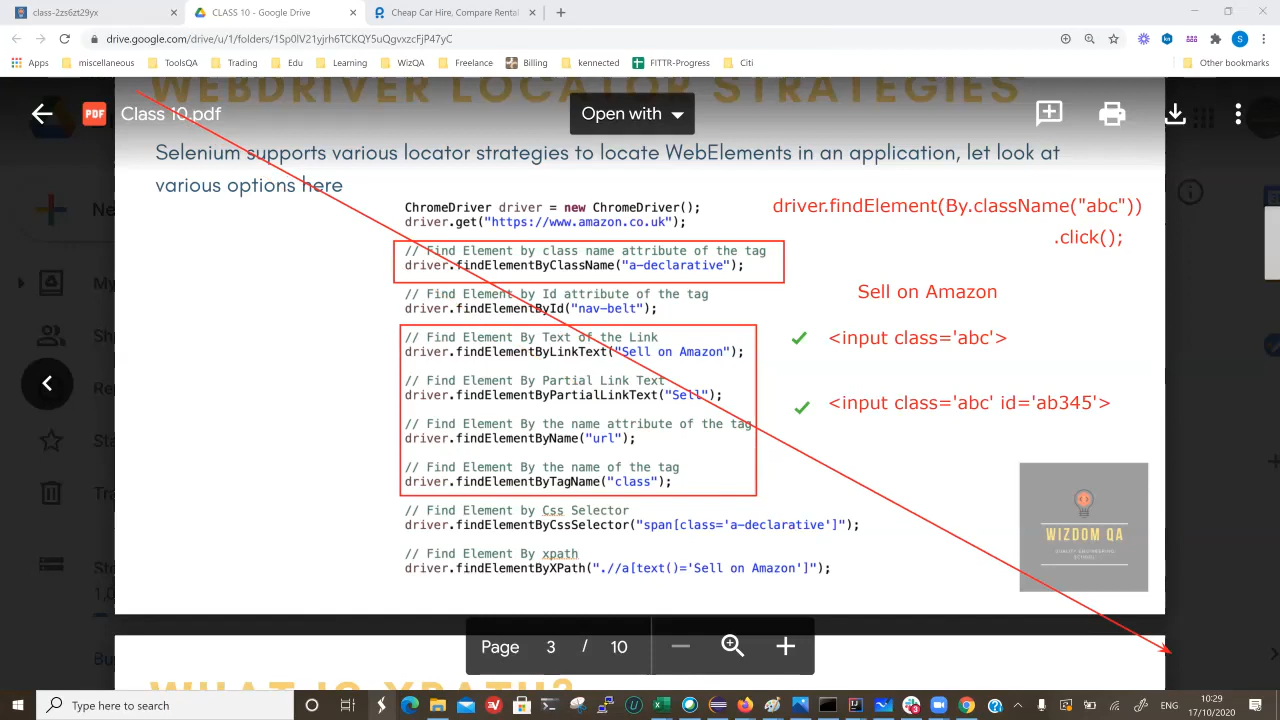 class-2zs6zt29yx
CLASS 10 - Google Drive
Cheap Car Hire, Compare Rental
drive.google.com/drive/u/1/folders/1Sp0lV21yjrh6TCKQY5uQgvxzcFjP47yC
Apps miscellaneous ToolsQA Trading Edu Learning WizQA Freelance Billing kennected FITTR-Progress Citi Other bookmarks
WEBDRIVER LOCATOR STRATEGIES
PDF Class 10.pdf
Open with
Selenium supports various locator strategies to locate WebElements in an application, let look at
various options here
ChromeDriver driver = new ChromeDriver();
driver.get("https://www.amazon.co.uk");
// Find Element by class name attribute of the tag
driver.findElementByClassName("a-declarative");
// Find Element by Id attribute of the tag
driver.findElementById("nav-belt");
// Find Element By Text of the Link
driver.findElementByLinkText("Sell on Amazon");
// Find Element By Partial Link Text
driver.findElementByPartialLinkText("Sell");
// Find Element By the name attribute of the tag
driver.findElementByName("url");
// Find Element By the name of the tag
driver.findElementByTagName("class");
// Find Element by Css Selector
driver.findElementByCssSelector("span[class='a-declarative']");
// Find Element By xpath
driver.findElementByXPath(".//a[text()='Sell on Amazon']");
driver.findElement(By.className("abc"))
.click();
Sell on Amazon
<input class='abc'>
<input class='abc' id='ab345'>
WIZDOM QA
Page 3 / 10
WHAT IS XPATH?
Type here to search
ENG
10:29
17/10/2020